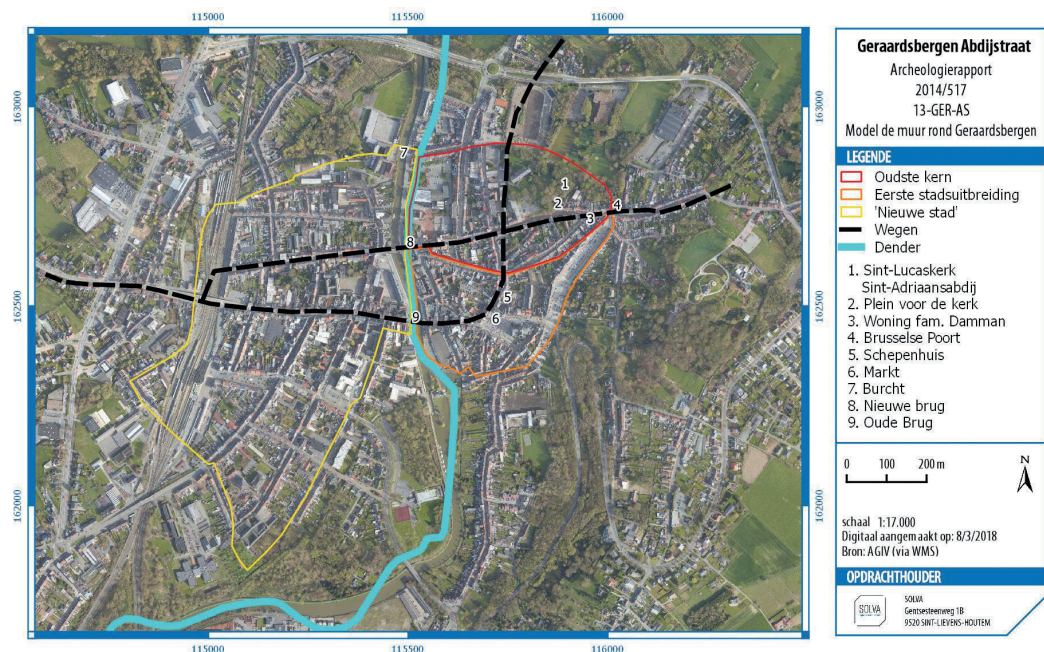 115000
115500
116000
163000
162500
162000
163000
162500
162000
115000
115500
116000
7
1
2
3
4
8
5
6
9
Geraardsbergen Abdijstraat
Archeologierapport
2014/517
13-GER-AS
Model de muur rond Geraardsbergen
LEGENDE
Oudste kern
Eerste stadsuitbreiding
'Nieuwe stad'
Wegen
Dender
1. Sint-Lucaskerk
Sint-Adriaansabdij
2. Plein voor de kerk
3. Woning fam. Damman
4. Brusselse Poort
5. Schepenhuis
6. Markt
7. Burcht
8. Nieuwe brug
9. Oude Brug
0 100 200 m
N
schaal 1:17.000
Digitaal aangemaakt op: 8/3/2018
Bron: AGIV (via WMS)
OPDRACHTHOUDER
SOLVA
SOLVA
Gentsesteenweg 1B
9520 SINT-LIEVENS-HOUTEM